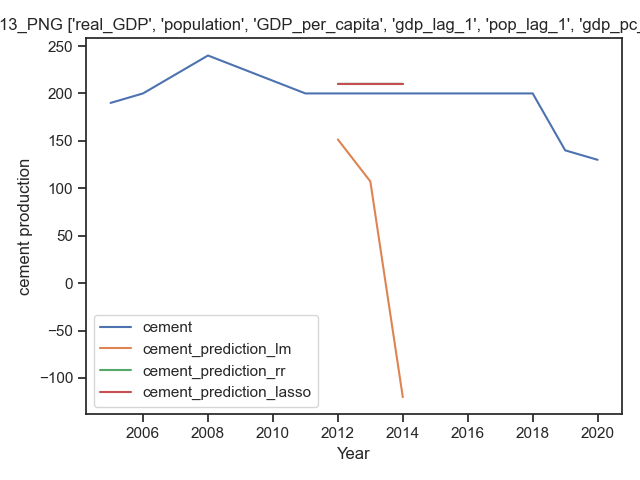 13_PNG ['real_GDP', 'population', 'GDP_per_capita', 'gdp_lag_1', 'pop_lag_1', 'gdp_pc_
250
200
150
100
50
0
−50
−100
cement production
cement
cement_prediction_lm
cement_prediction_rr
cement_prediction_lasso
2006 2008 2010 2012 2014 2016 2018 2020
Year